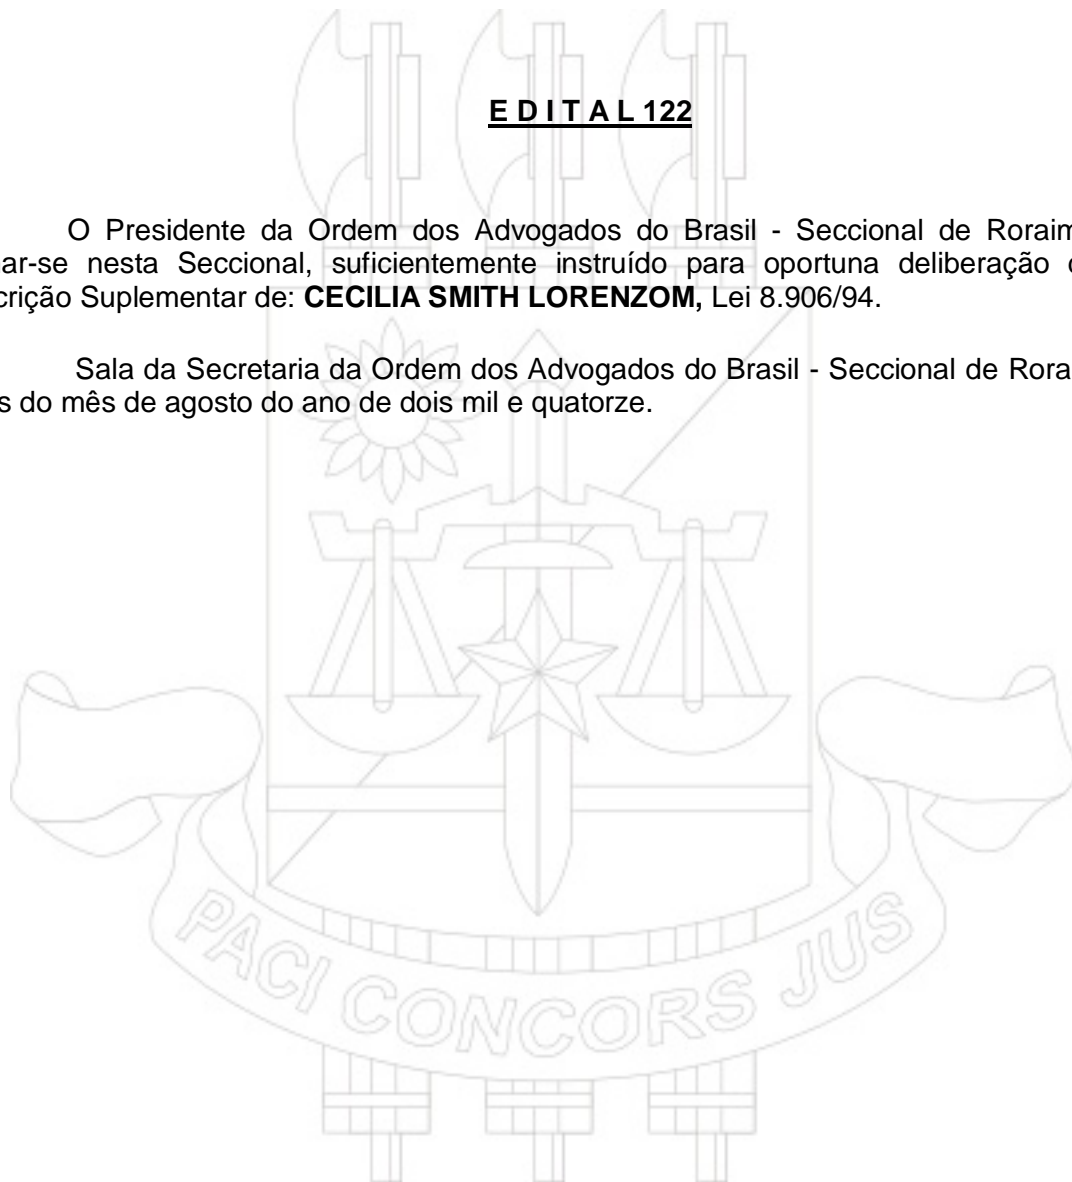 E D I T A L 122
O Presidente da Ordem dos Advogados do Brasil - Seccional de Roraim
ar-se nesta Seccional, suficientemente instruído para oportuna deliberação
crição Suplementar de: CECILIA SMITH LORENZOM, Lei 8.906/94.
Sala da Secretaria da Ordem dos Advogados do Brasil - Seccional de Rora
s do mês de agosto do ano de dois mil e quatorze.
PACI CONCORS JUS